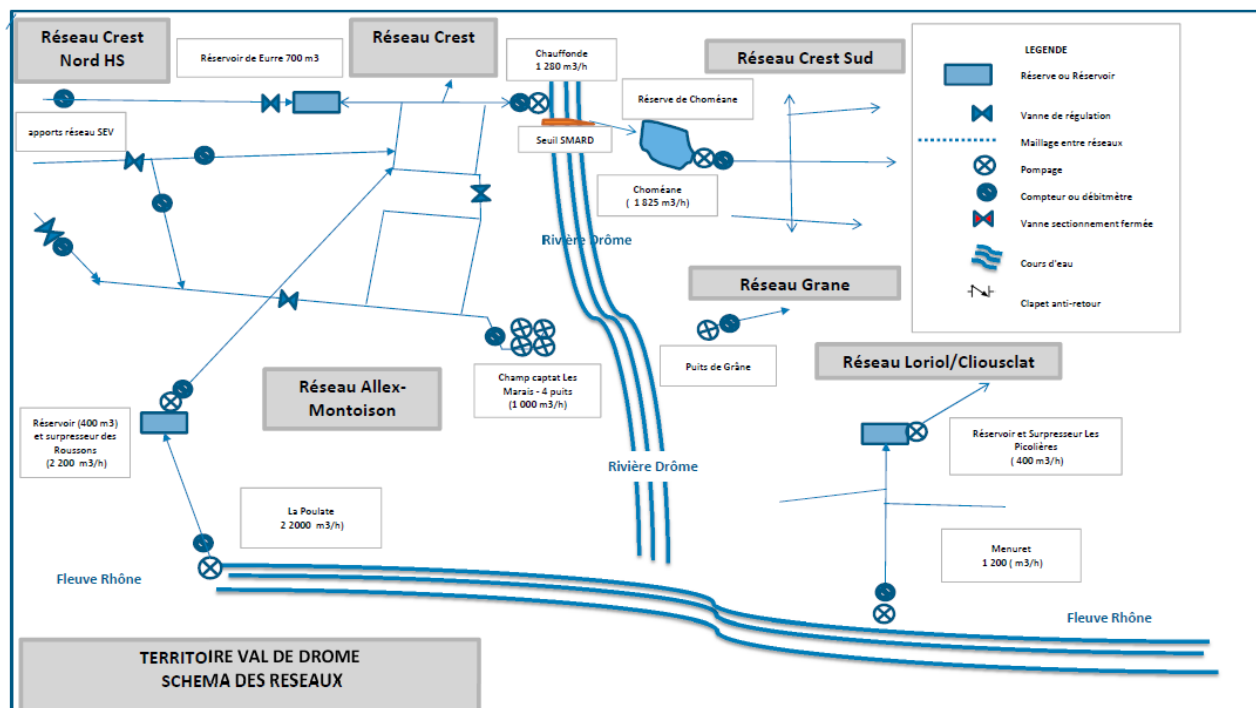 Réseau Crest
Nord HS
Réservoir de Eurre 700 m3
Réseau Crest
Chauffonde
1 280 m3/h
Réseau Crest Sud
Réserve de Choméane
apports réseau SEV
Seuil SMARD
Choméane
( 1 825 m3/h)
Rivière Drôme
Réseau Grane
Puits de Grâne
Réseau Loriol/Cliousclat
Réseau Allex-
Montoison
Champ captat Les
Marais - 4 puits
(1 000 m3/h)
Réservoir (400 m3)
et surpresseur des
Roussons
(2 200 m3/h)
Réservoir et Surpresseur Les
Picolières
( 400 m3/h)
Rivière Drôme
La Poulate
2 2000 m3/h)
Menuret
1 200 ( m3/h)
Fleuve Rhône
Fleuve Rhône
TERRITOIRE VAL DE DROME
SCHEMA DES RESEAUX
LEGENDE
Réserve ou Réservoir
Vanne de régulation
Maillage entre réseaux
Pompage
Compteur ou débitmètre
Vanne sectionnement fermée
Cours d'eau
Clapet anti-retour